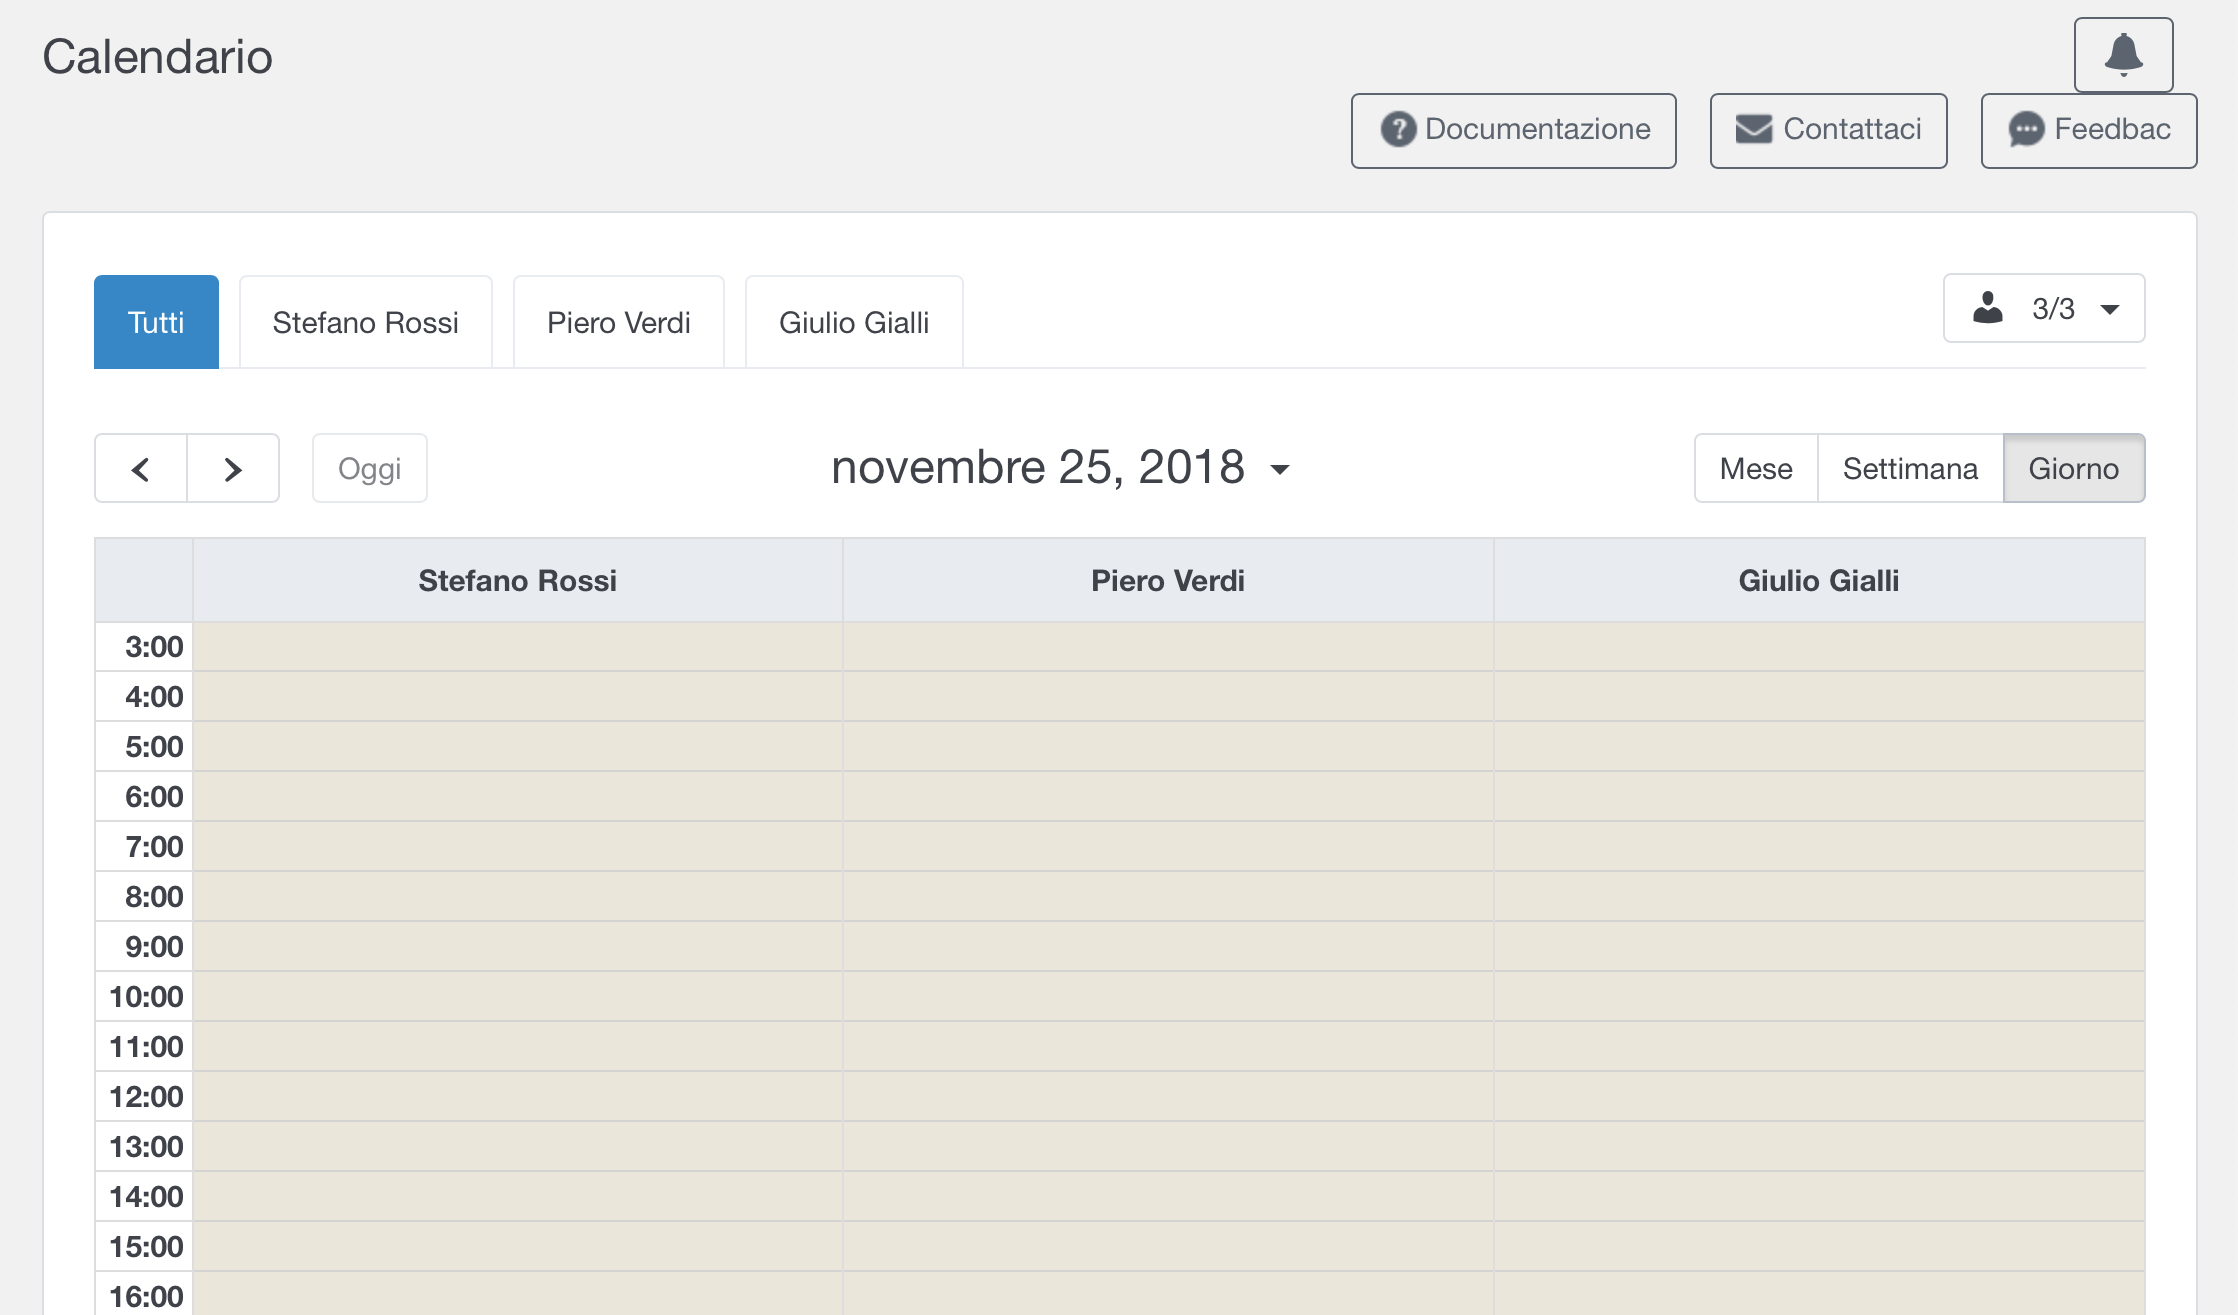 Calendario
Documentazione Contattaci Feedbac
Tutti Stefano Rossi Piero Verdi Giulio Gialli 3/3
Oggi novembre 25, 2018 Mese Settimana Giorno
Stefano Rossi Piero Verdi Giulio Gialli
3:00
4:00
5:00
6:00
7:00
8:00
9:00
10:00
11:00
12:00
13:00
14:00
15:00
16:00